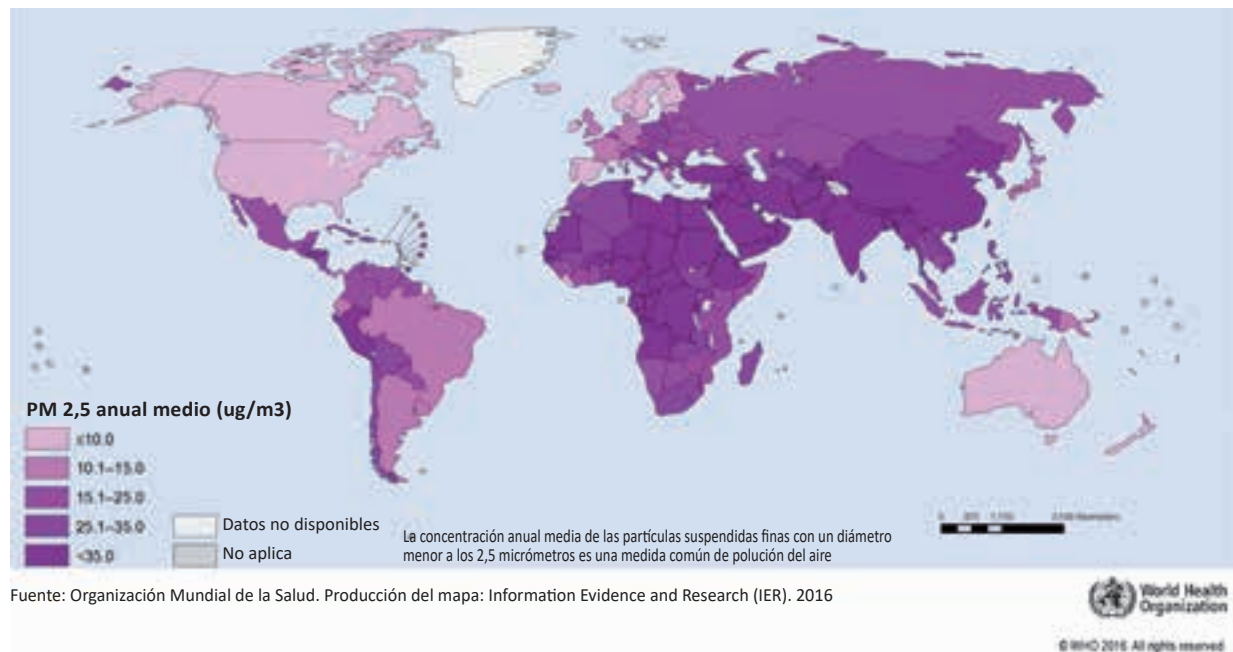 PM 2,5 anual medio (ug/m3)
≤10.0
10.1–15.0
15.1–25.0
25.1–35.0
<35.0
Datos no disponibles
No aplica
La concentración anual media de las partículas suspendidas finas con un diámetro
menor a los 2,5 micrómetros es una medida común de polución del aire
Fuente: Organización Mundial de la Salud. Producción del mapa: Information Evidence and Research (IER). 2016
World Health
Organization
© WHO 2016. All rights reserved